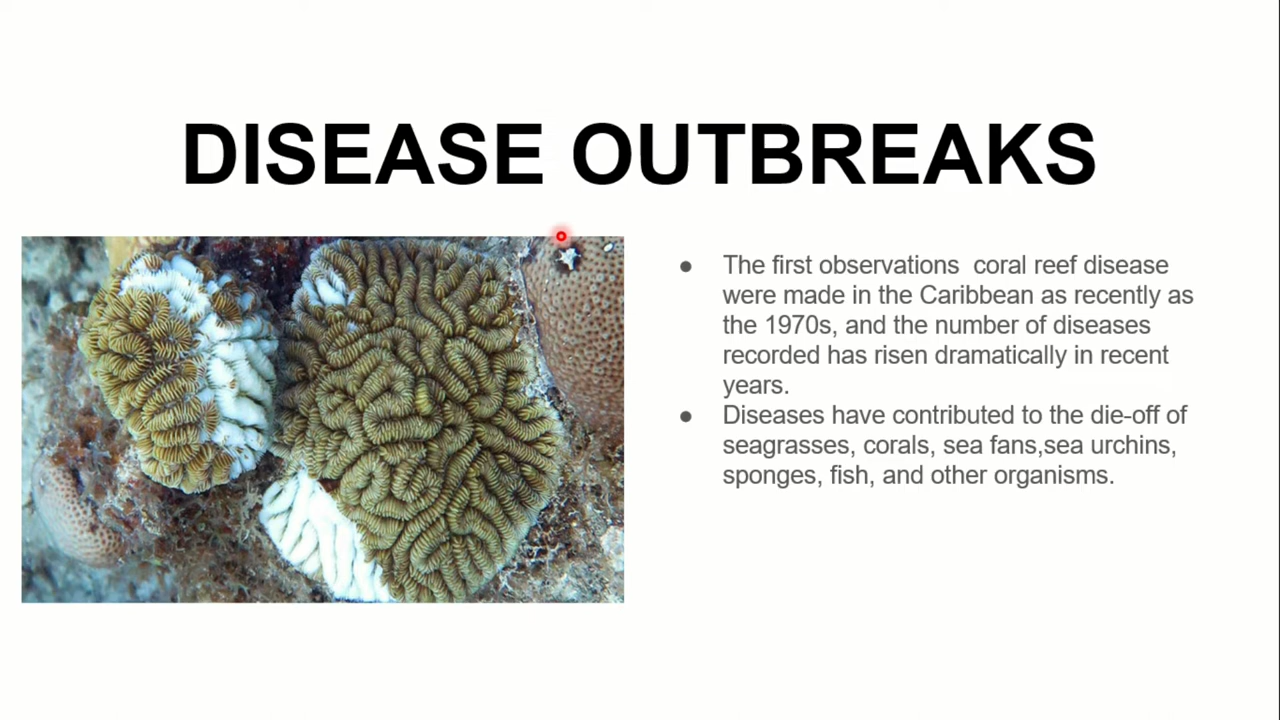 DISEASE OUTBREAKS
● The first observations  coral reef disease
were made in the Caribbean as recently as
the 1970s, and the number of diseases
recorded has risen dramatically in recent
years.
● Diseases have contributed to the die-off of
seagrasses, corals, sea fans,sea urchins,
sponges, fish, and other organisms.